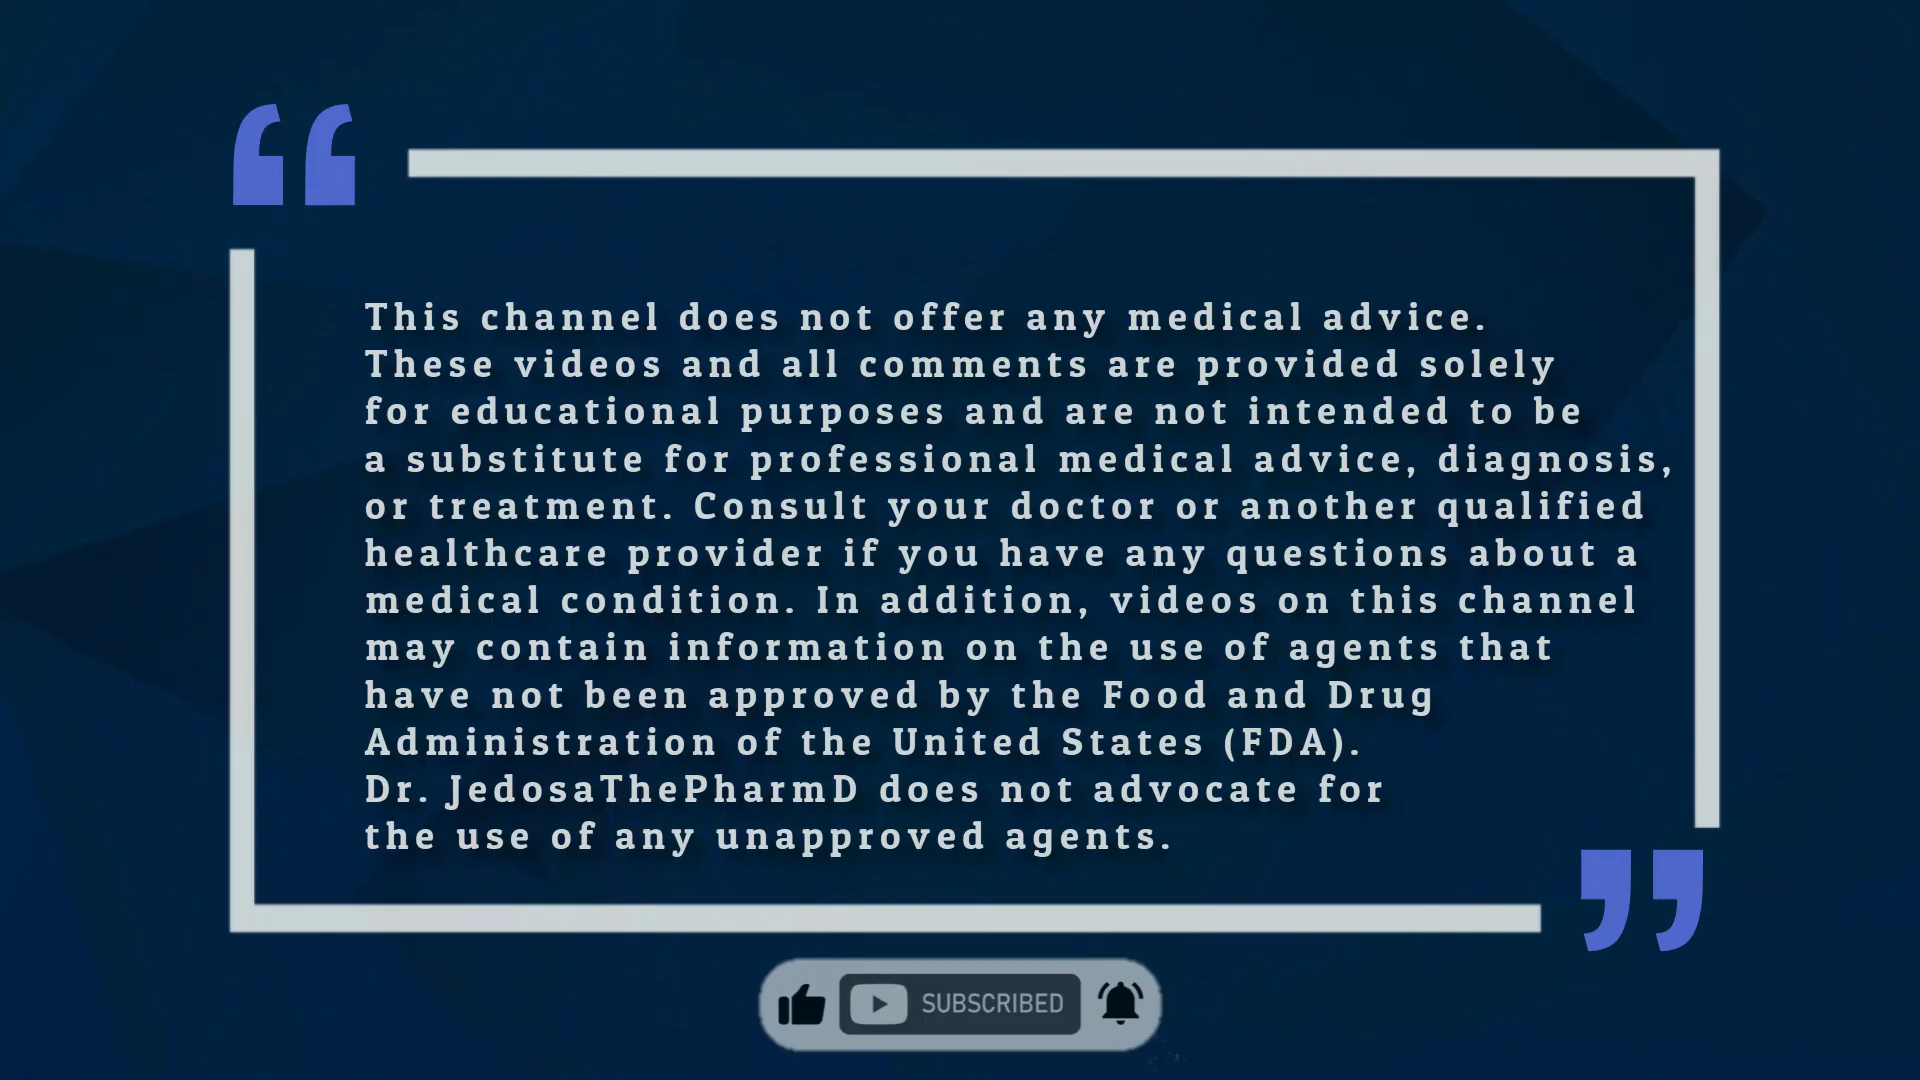 This channel does not offer any medical advice.
These videos and all comments are provided solely
for educational purposes and are not intended to be
a substitute for professional medical advice, diagnosis,
or treatment. Consult your doctor or another qualified
healthcare provider if you have any questions about a
medical condition. In addition, videos on this channel
may contain information on the use of agents that
have not been approved by the Food and Drug
Administration of the United States (FDA).
Dr. JedosaThePharmD does not advocate for
the use of any unapproved agents.
SUBSCRIBED